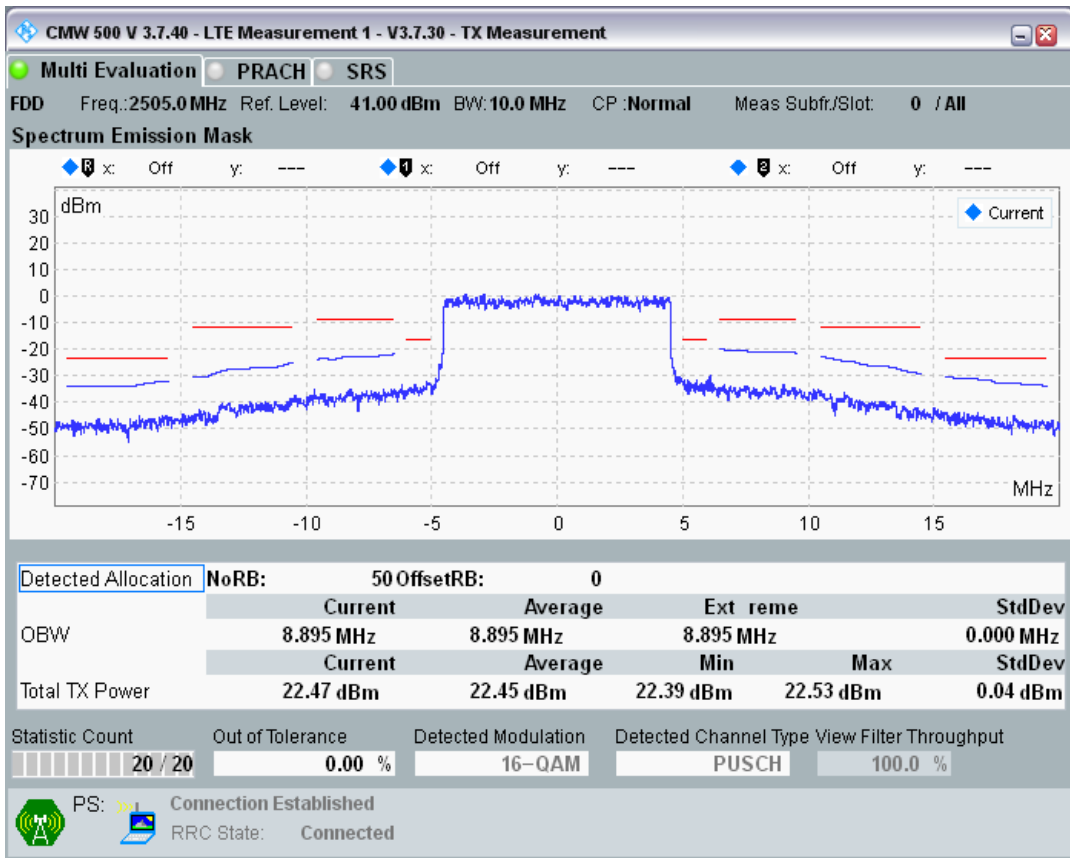 CMW 500 V 3.7.40 - LTE Measurement 1 - V3.7.30 - TX Measurement
Multi Evaluation PRACH SRS
FDD Freq.:2505.0 MHz Ref. Level: 41.00 dBm BW:10.0 MHz CP :Normal Meas Subfr./Slot: 0 / All
Spectrum Emission Mask
R x: Off y: --- 1 x: Off y: --- 2 x: Off y: ---
dBm
Current
30
20
10
0
-10
-20
-30
-40
-50
-60
-70
MHz
-15 -10 -5 0 5 10 15
Detected Allocation NoRB: 50 OffsetRB: 0
Current Average Ext reme StdDev
OBW 8.895 MHz 8.895 MHz 8.895 MHz 0.000 MHz
Current Average Min Max StdDev
Total TX Power 22.47 dBm 22.45 dBm 22.39 dBm 22.53 dBm 0.04 dBm
Statistic Count Out of Tolerance Detected Modulation Detected Channel Type View Filter Throughput
20 / 20 0.00 % 16-QAM PUSCH 100.0 %
PS: Connection Established
RRC State: Connected